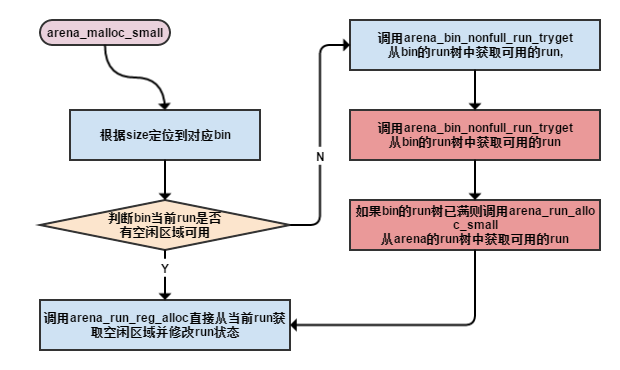 arena_malloc_small
根据size定位到对应bin
判断bin当前run是否
有空闲区域可用
Y
调用arena_run_reg_alloc直接从当前run获
取空闲区域并修改run状态
N
调用arena_bin_nonfull_run_tryget
从bin的run树中获取可用的run,
调用arena_bin_nonfull_run_tryget
从bin的run树中获取可用的run
如果bin的run树已满则调用arena_run_allo
c_small
从arena的run树中获取可用的run